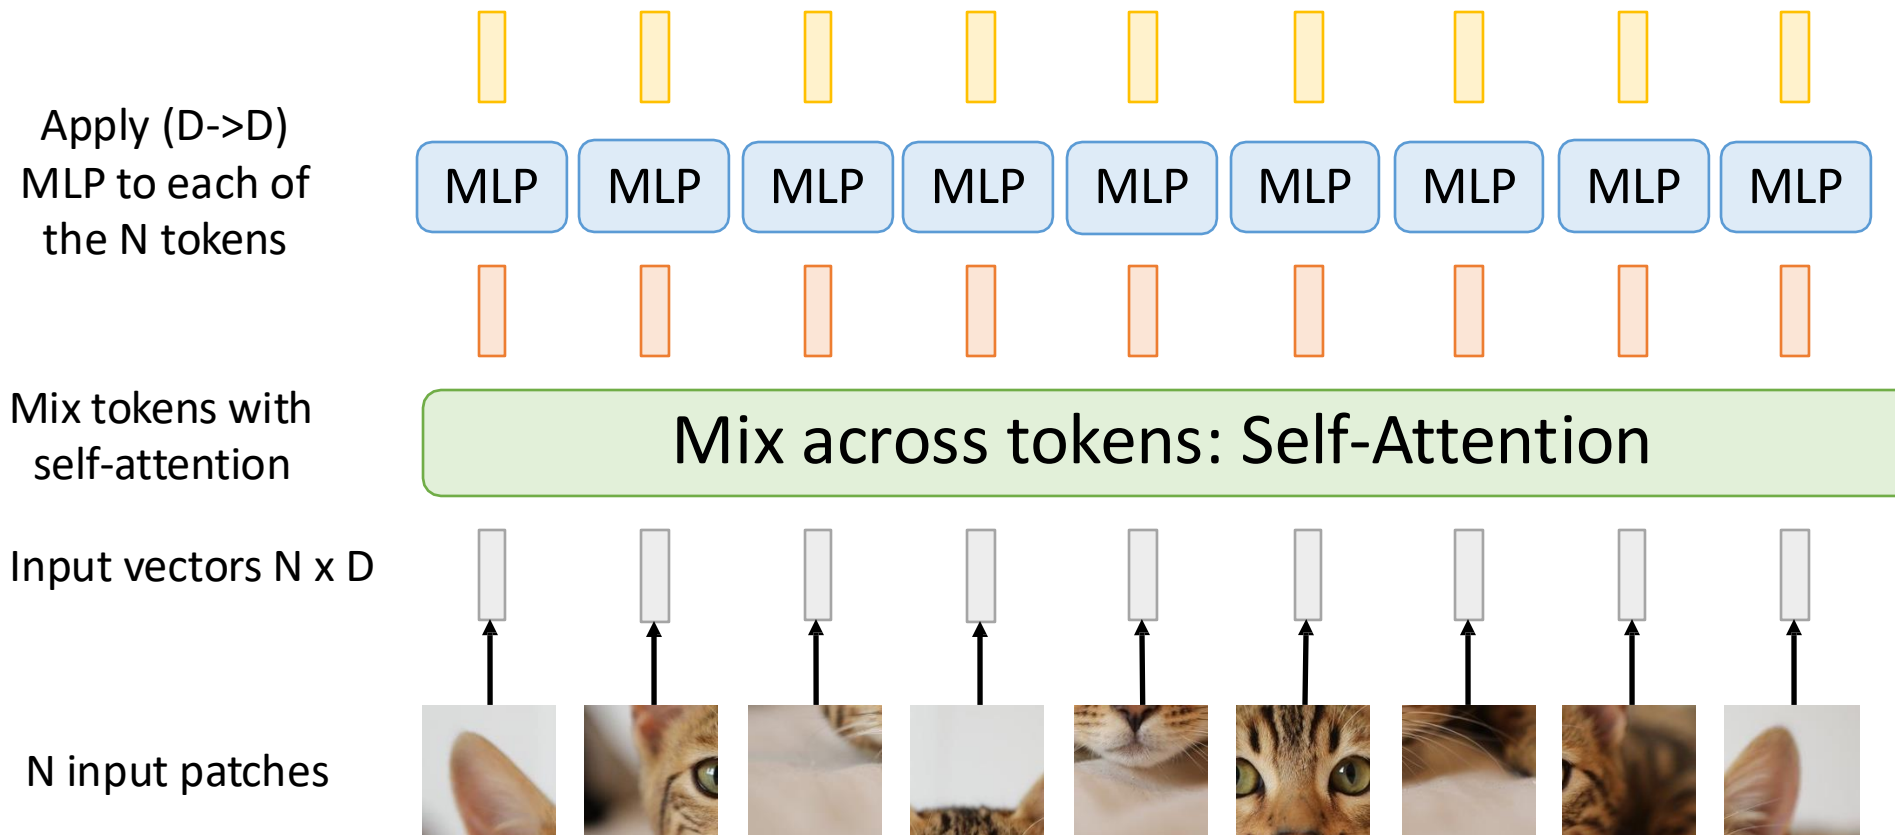 Apply (D->D)
MLP to each of
the N tokens
MLP MLP MLP MLP MLP MLP MLP MLP MLP
Mix tokens with
self-attention
Mix across tokens: Self-Attention
Input vectors N x D
N input patches